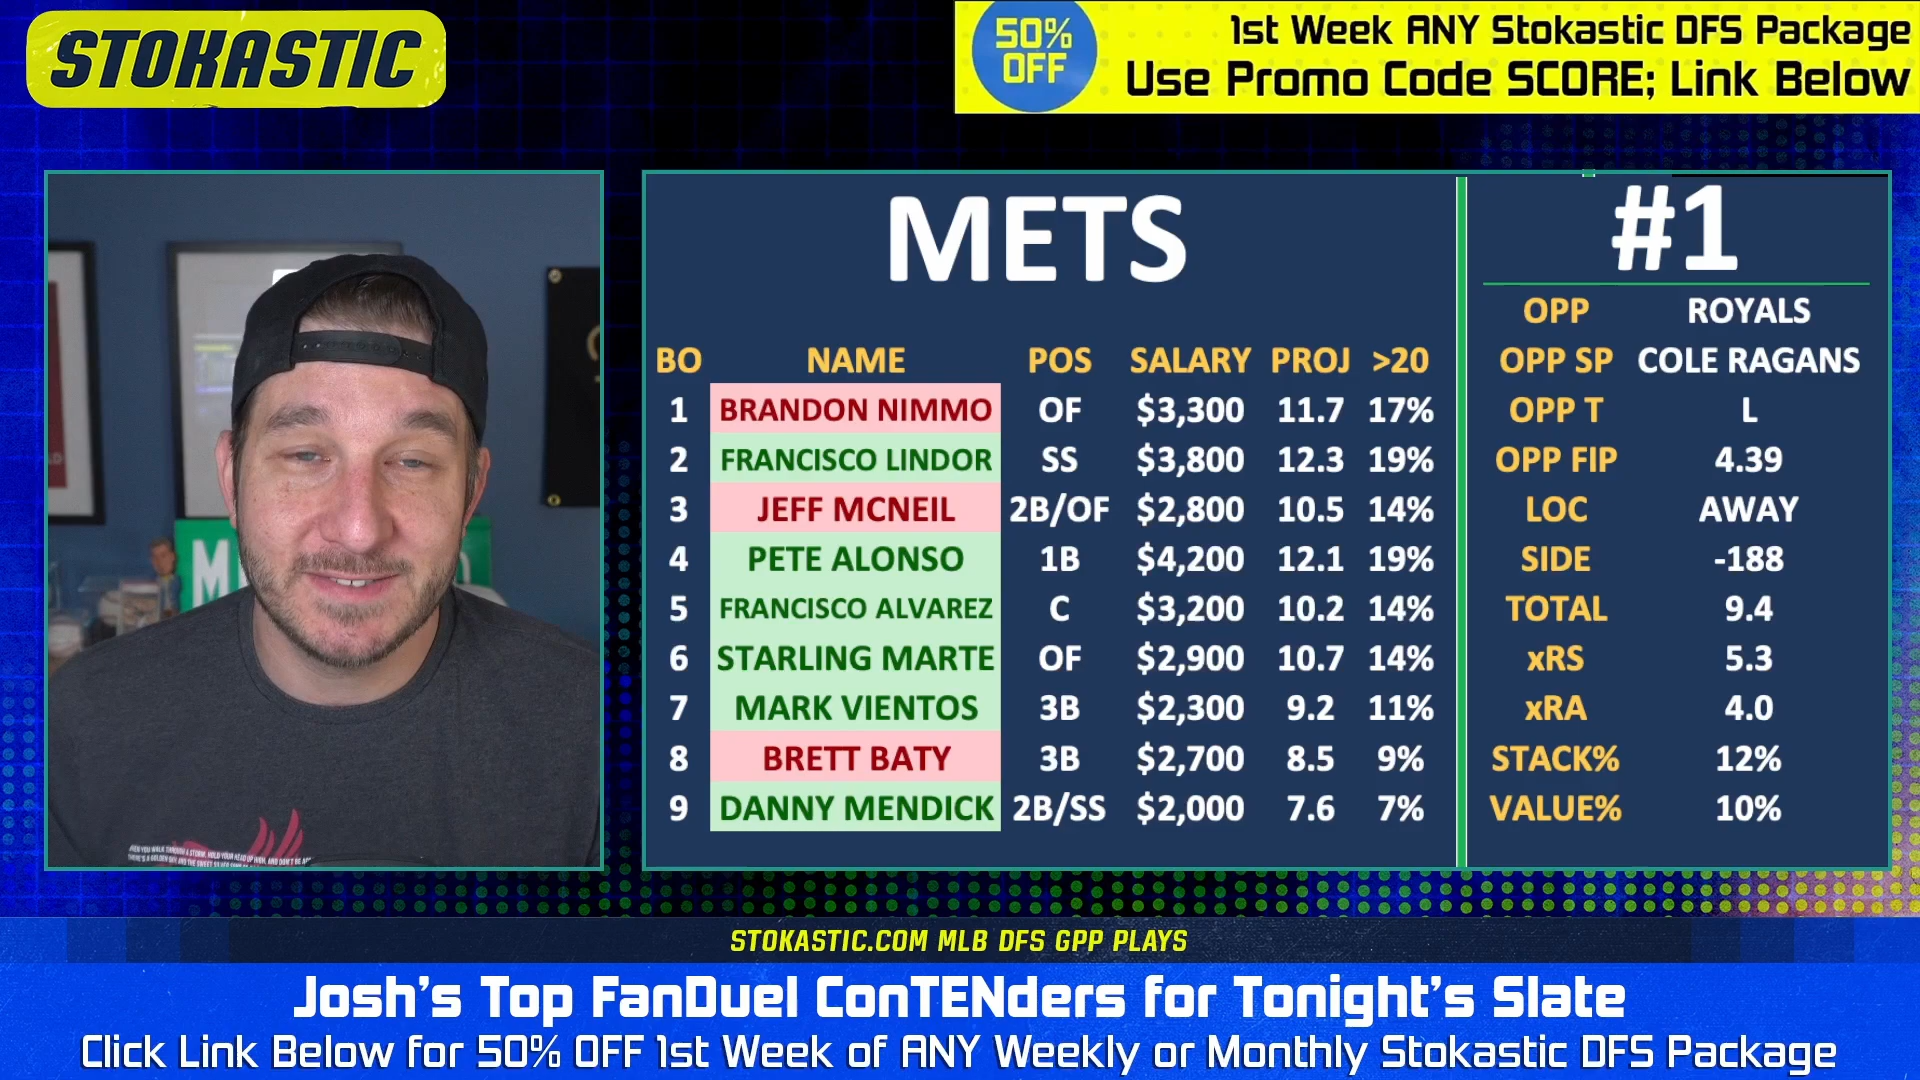 STOKASTIC
50%
OFF
1st Week ANY Stokastic DFS Package
Use Promo Code SCORE; Link Below
METS
BO NAME POS SALARY PROJ >20
1 BRANDON NIMMO OF $3,300 11.7 17%
2 FRANCISCO LINDOR SS $3,800 12.3 19%
3 JEFF MCNEIL 2B/OF $2,800 10.5 14%
4 PETE ALONSO 1B $4,200 12.1 19%
5 FRANCISCO ALVAREZ C $3,200 10.2 14%
6 STARLING MARTE OF $2,900 10.7 14%
7 MARK VIENTOS 3B $2,300 9.2 11%
8 BRETT BATY 3B $2,700 8.5 9%
9 DANNY MENDICK 2B/SS $2,000 7.6 7%
#1
OPP ROYALS
OPP SP COLE RAGANS
OPP T L
OPP FIP 4.39
LOC AWAY
SIDE -188
TOTAL 9.4
xRS 5.3
xRA 4.0
STACK% 12%
VALUE% 10%
STOKASTIC.COM MLB DFS GPP PLAYS
Josh's Top FanDuel ConTENders for Tonight's Slate
Click Link Below for 50% OFF 1st Week of ANY Weekly or Monthly Stokastic DFS Package